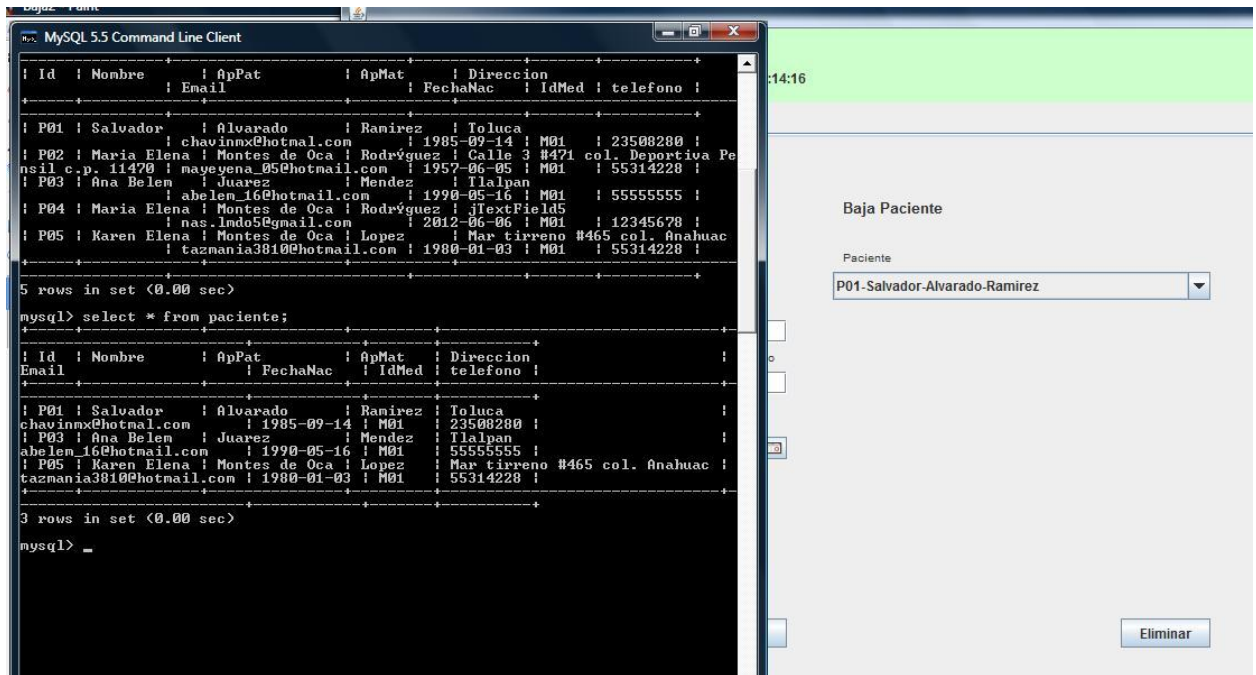 Baja2 - Paint
MySQL 5.5 Command Line Client
| Id | Nombre | ApPat | ApMat | Direccion
| Email | FechaNac | IdMed | telefono |
| P01 | Salvador | Alvarado | Ramirez | Toluca
| chavinmx@hotmal.com | 1985-09-14 | M01 | 23508280 |
| P02 | Maria Elena | Montes de Oca | Rodrýguez | Calle 3 #471 col. Deportiva Pe
nsil c.p. 11470 | mayeyena_05@hotmail.com | 1957-06-05 | M01 | 55314228 |
| P03 | Ana Belem | Juarez | Mendez | Tlalpan
| abelem_16@hotmail.com | 1990-05-16 | M01 | 55555555 |
| P04 | Maria Elena | Montes de Oca | Rodrýguez | jTextField5
| nas.lmdo5@gmail.com | 2012-06-06 | M01 | 12345678 |
| P05 | Karen Elena | Montes de Oca | Lopez | Mar tirreno #465 col. Anahuac
| tazmania3810@hotmail.com | 1980-01-03 | M01 | 55314228 |
5 rows in set (0.00 sec)
mysql> select * from paciente;
| Id | Nombre | ApPat | ApMat | Direccion |
Email | FechaNac | IdMed | telefono |
| P01 | Salvador | Alvarado | Ramirez | Toluca |
chavinmx@hotmal.com | 1985-09-14 | M01 | 23508280 |
| P03 | Ana Belem | Juarez | Mendez | Tlalpan |
abelem_16@hotmail.com | 1990-05-16 | M01 | 55555555 |
| P05 | Karen Elena | Montes de Oca | Lopez | Mar tirreno #465 col. Anahuac |
tazmania3810@hotmail.com | 1980-01-03 | M01 | 55314228 |
3 rows in set (0.00 sec)
mysql> _
:14:16
Baja Paciente
Paciente
P01-Salvador-Alvarado-Ramirez
o
Eliminar